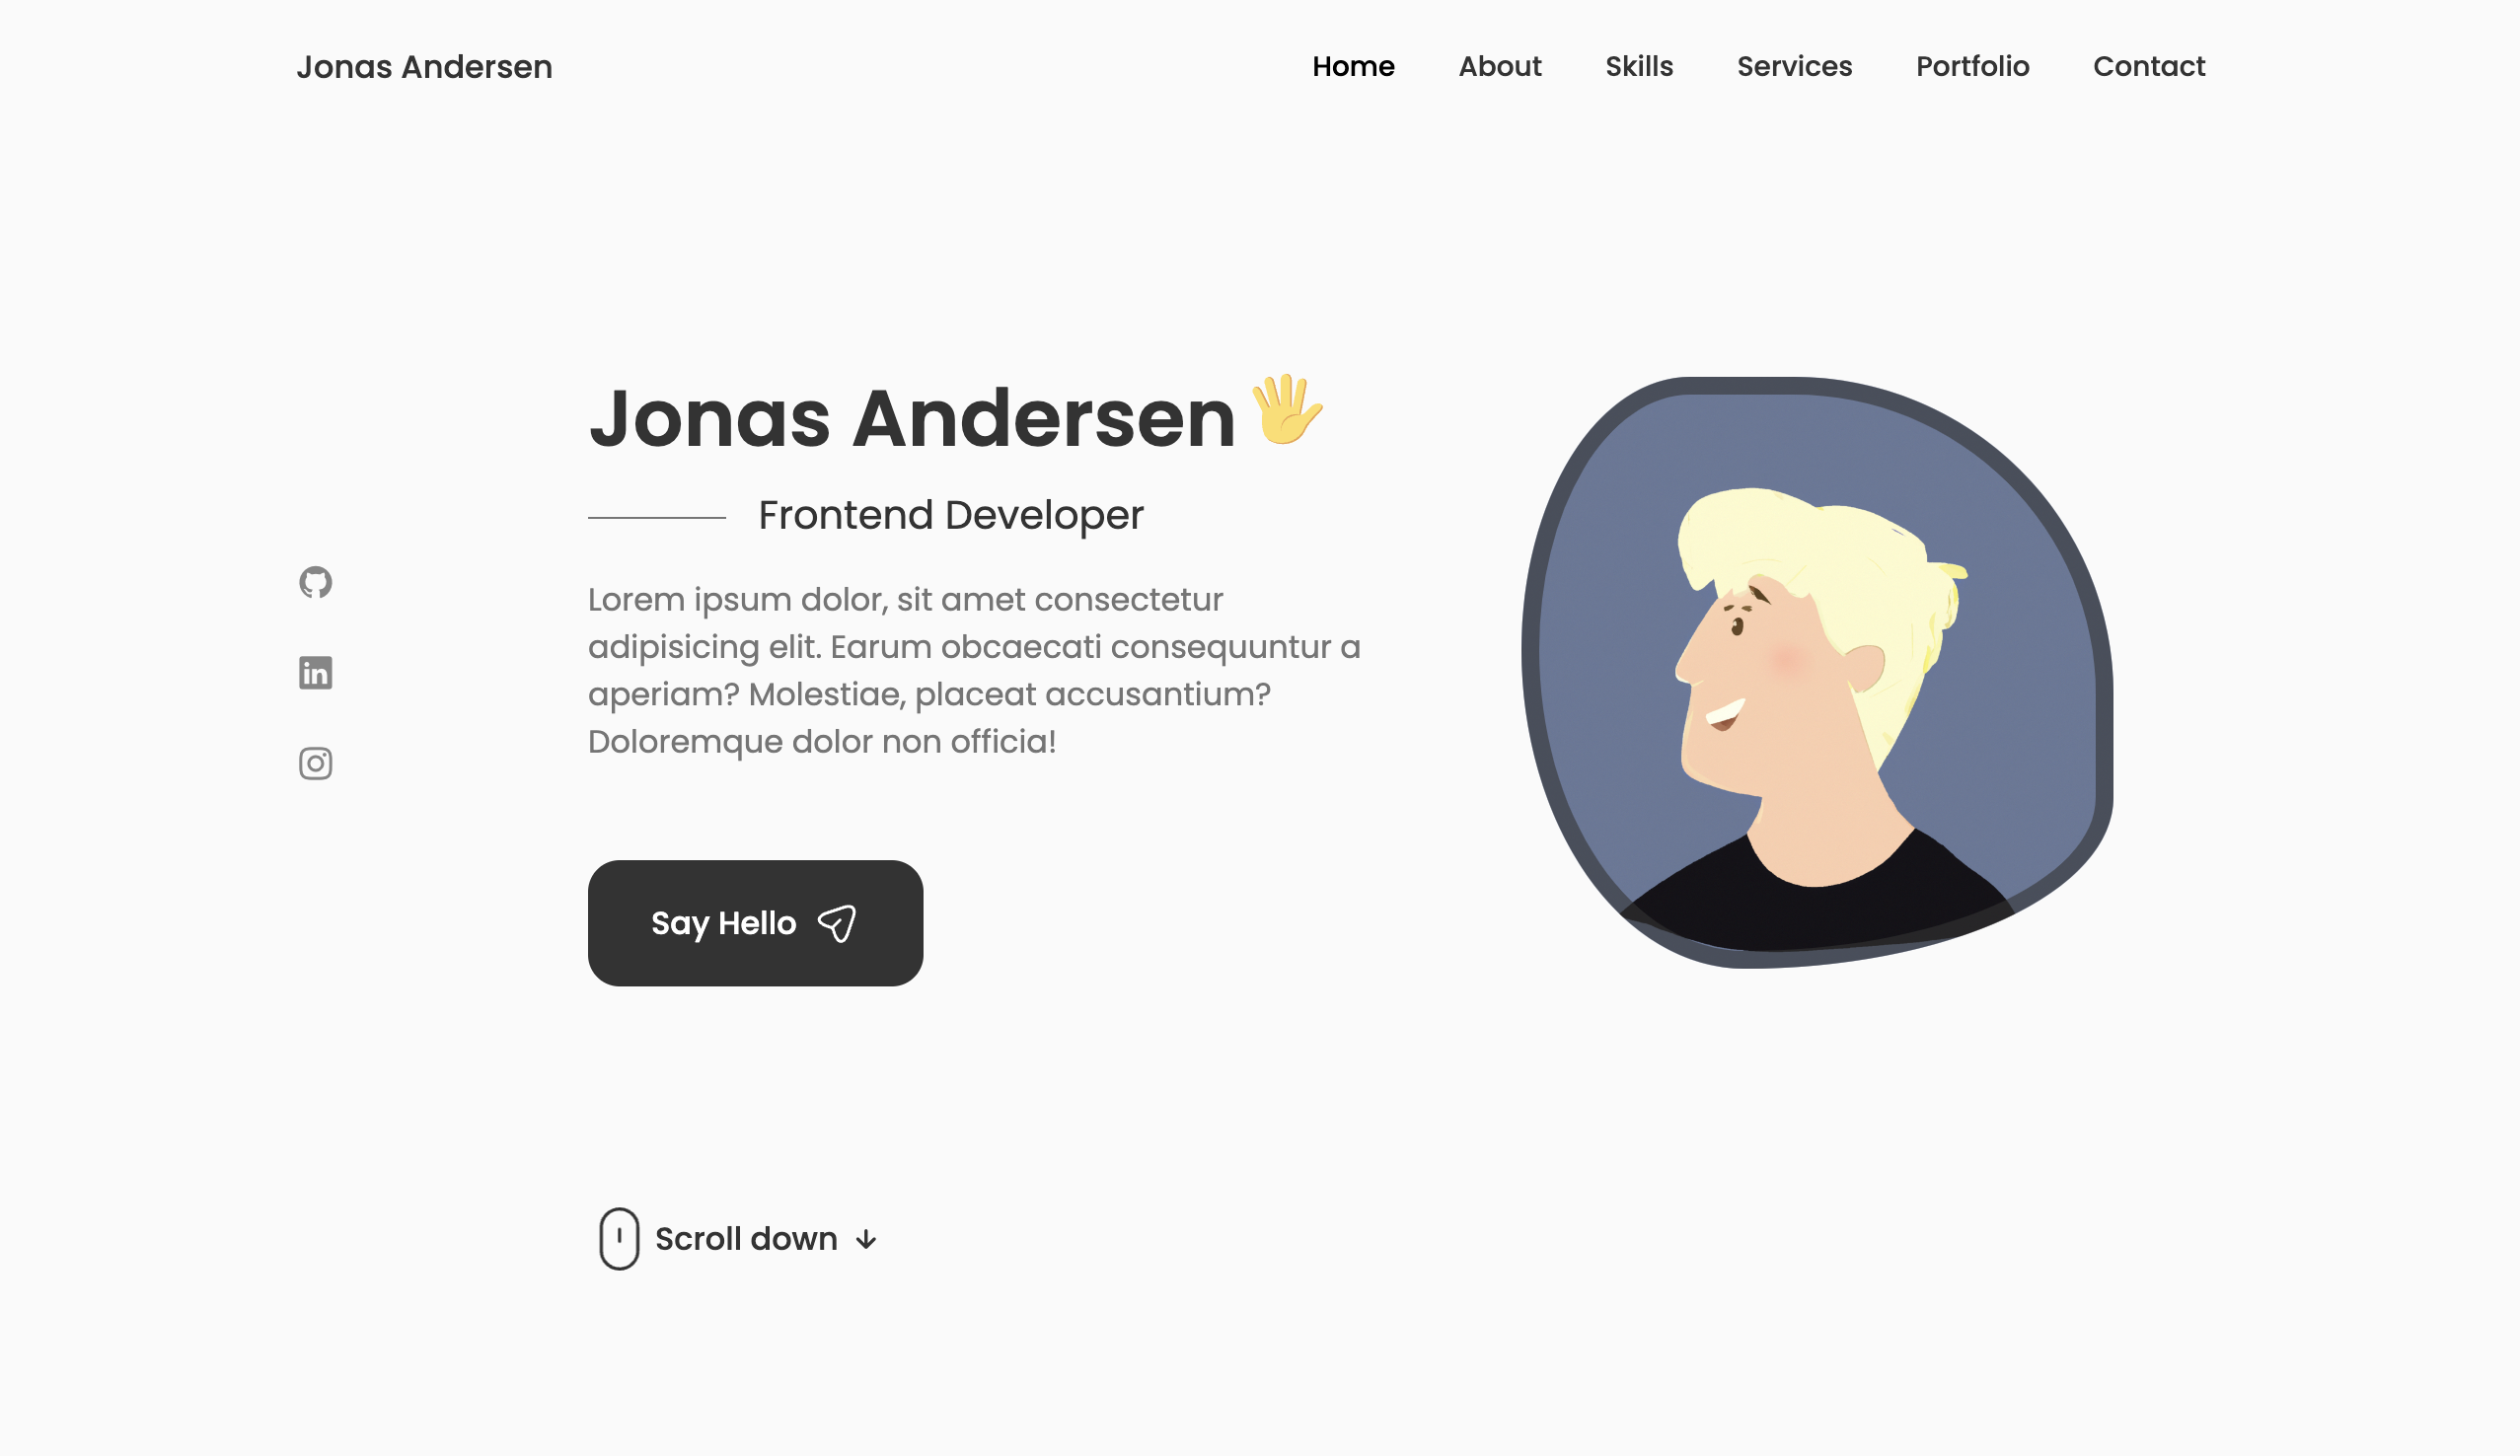 Jonas Andersen
Home About Skills Services Portfolio Contact
Jonas Andersen🖐
Frontend Developer
Lorem ipsum dolor, sit amet consectetur
adipisicing elit. Earum obcaecati consequuntur a
aperiam? Molestiae, placeat accusantium?
Doloremque dolor non officia!
in
Say Hello
Scroll down ↓